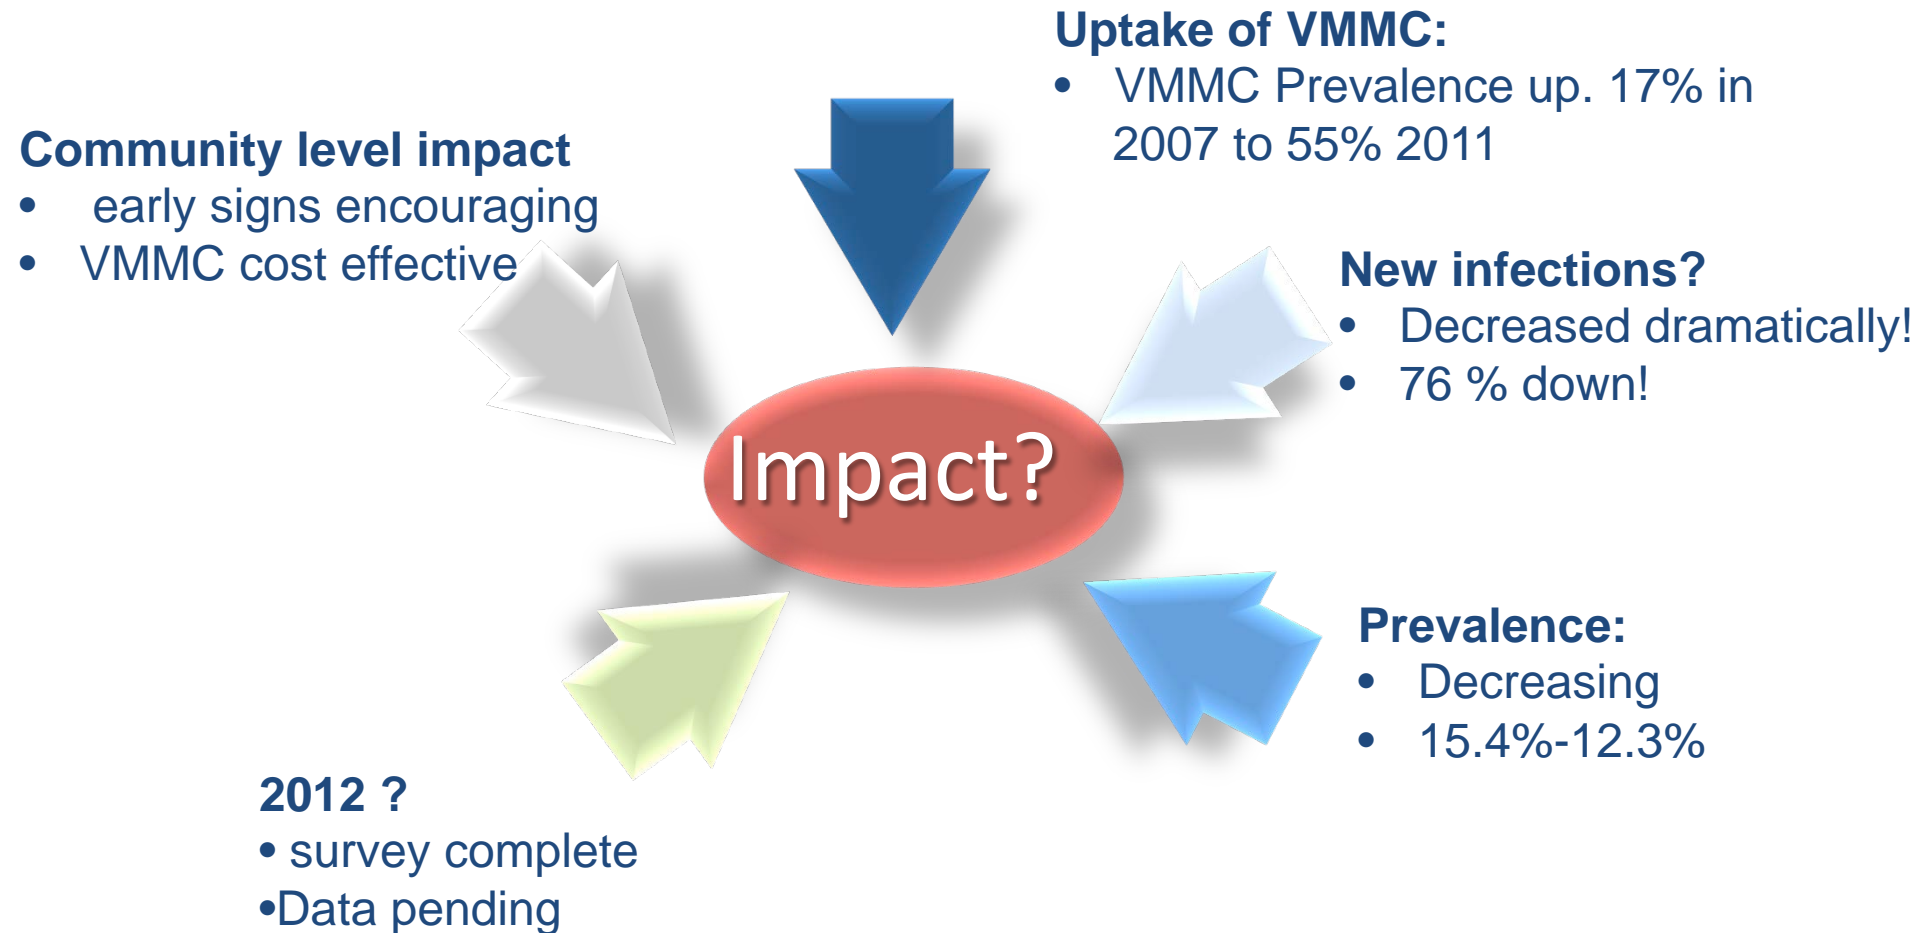 Uptake of VMMC:
• VMMC Prevalence up. 17% in
2007 to 55% 2011
Community level impact
• early signs encouraging
• VMMC cost effective
New infections?
• Decreased dramatically!
• 76 % down!
Impact?
Prevalence:
• Decreasing
• 15.4%-12.3%
2012 ?
• survey complete
•Data pending